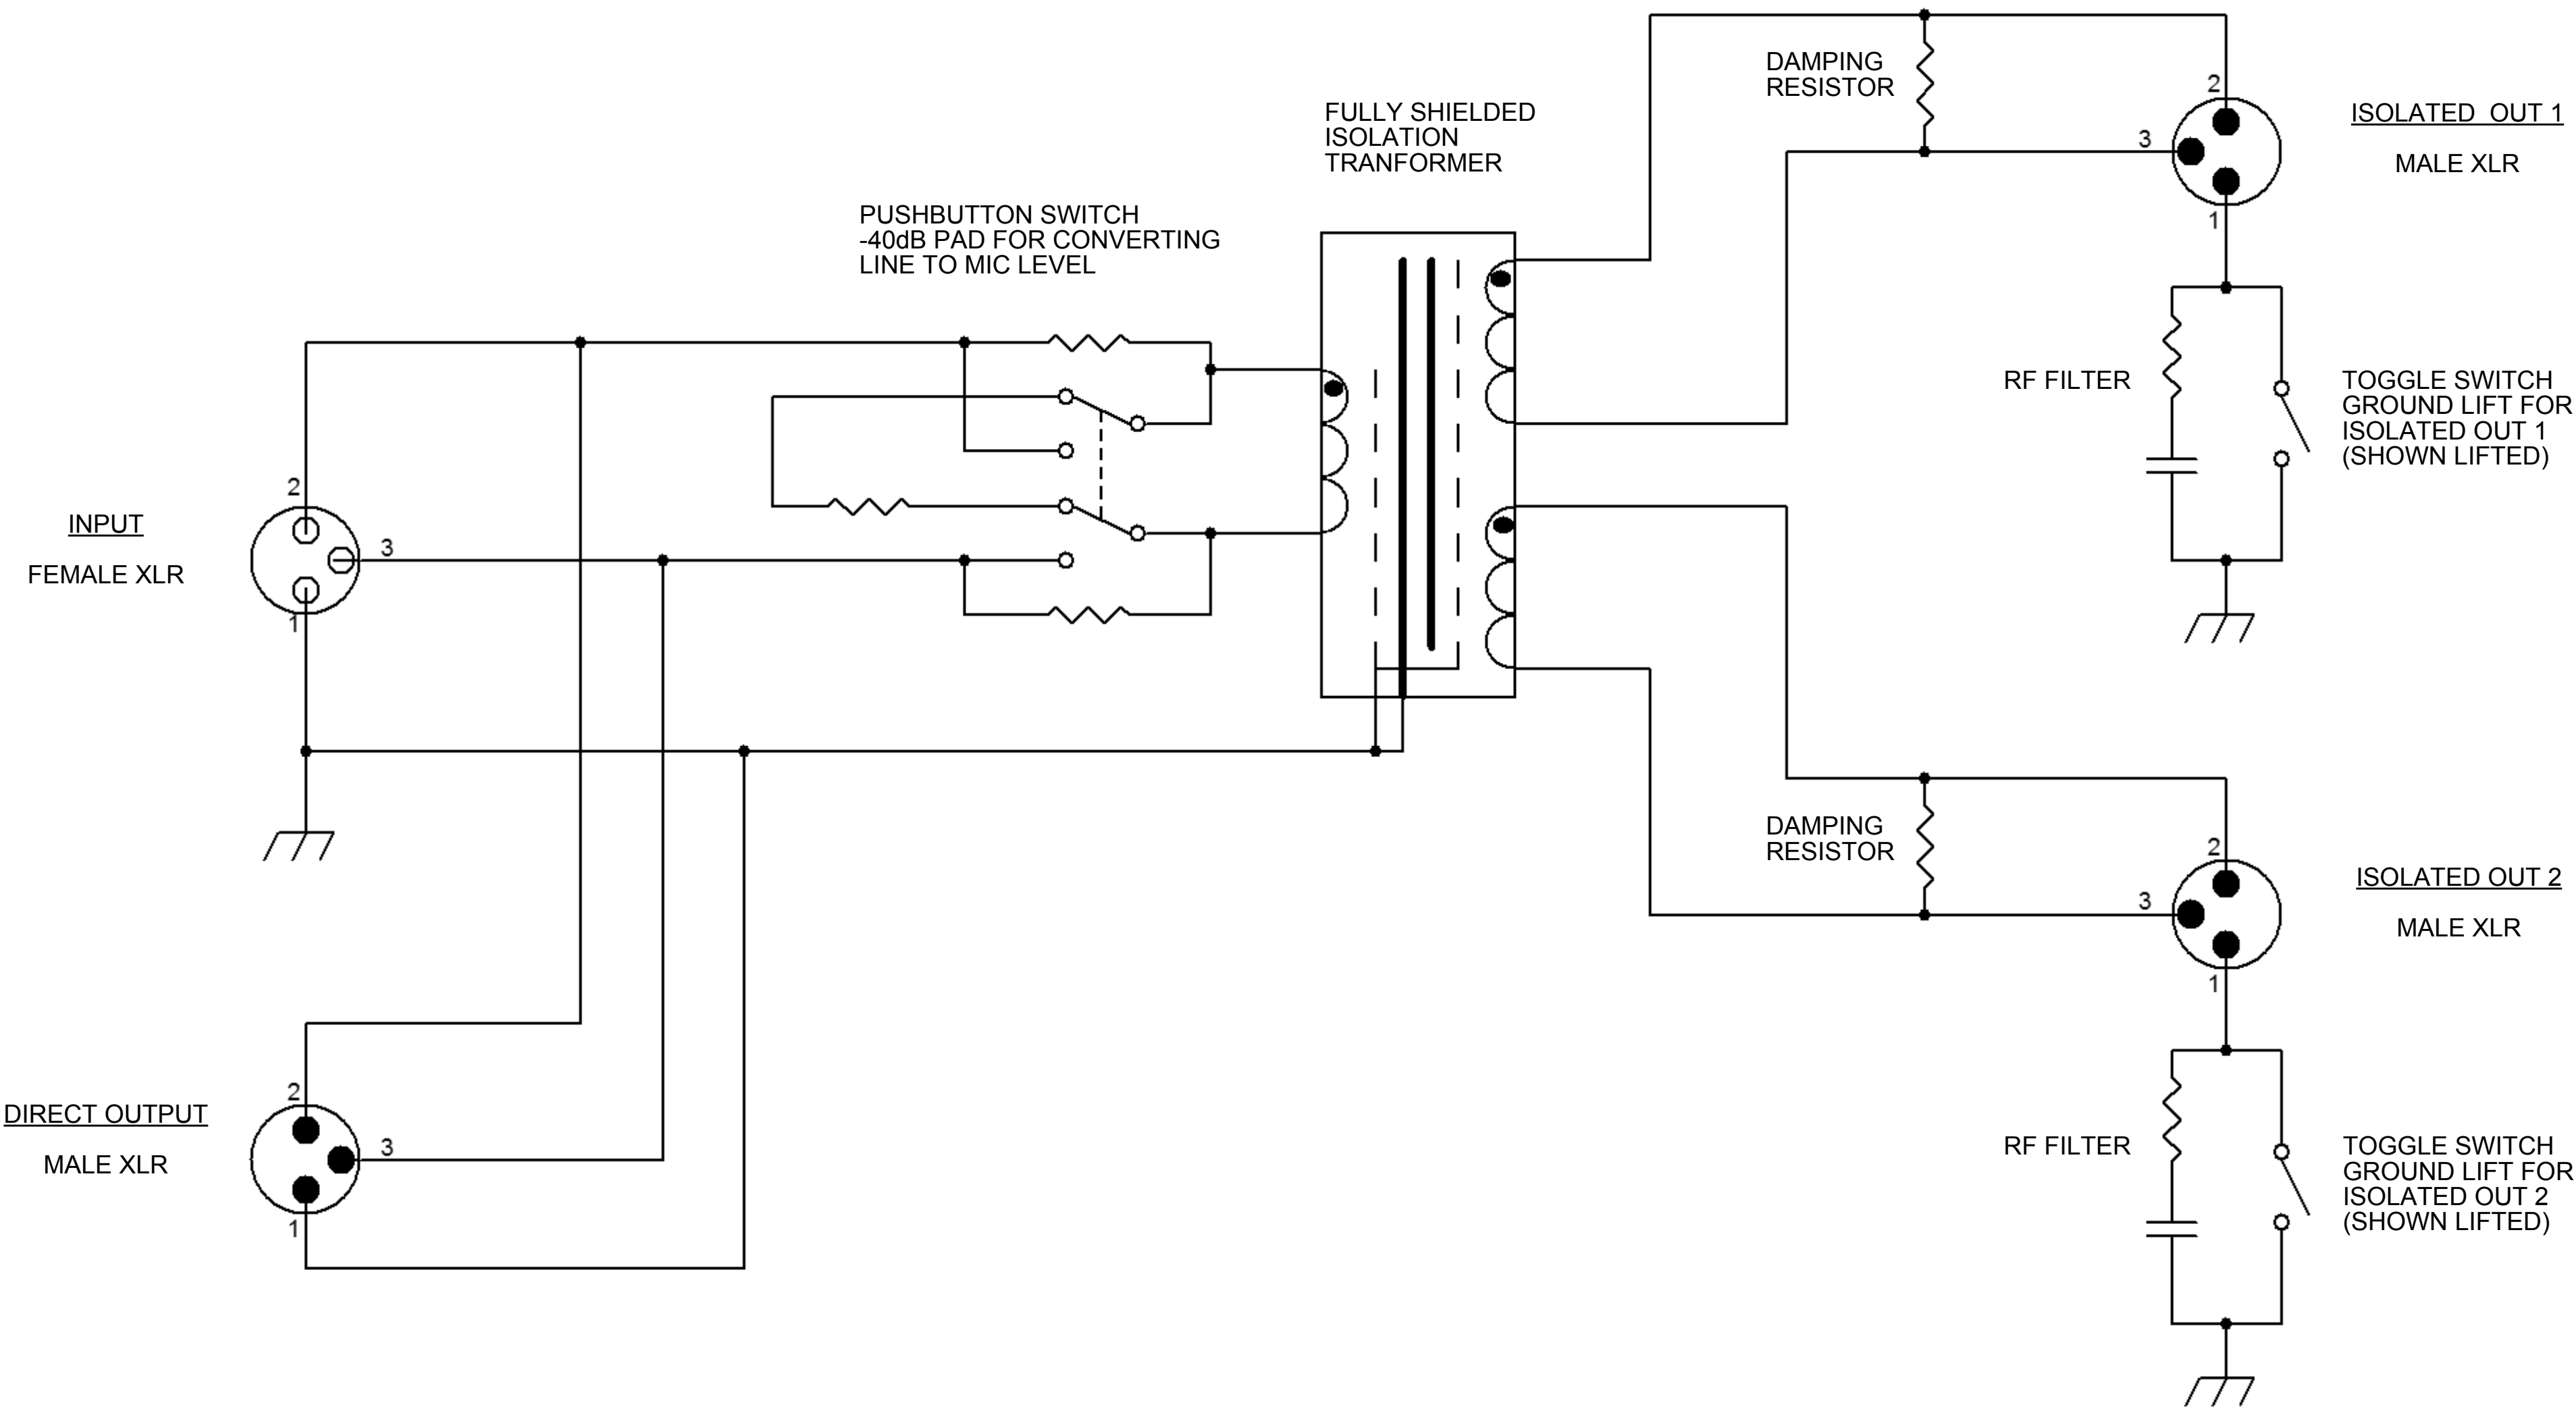 DAMPING
RESISTOR
2
3
1
ISOLATED  OUT 1
MALE XLR
FULLY SHIELDED
ISOLATION
TRANFORMER
PUSHBUTTON SWITCH
-40dB PAD FOR CONVERTING
LINE TO MIC LEVEL
RF FILTER
TOGGLE SWITCH
GROUND LIFT FOR
ISOLATED OUT 1
(SHOWN LIFTED)
INPUT
FEMALE XLR
2
3
1
DAMPING
RESISTOR
2
3
1
ISOLATED OUT 2
MALE XLR
DIRECT OUTPUT
MALE XLR
2
3
1
RF FILTER
TOGGLE SWITCH
GROUND LIFT FOR
ISOLATED OUT 2
(SHOWN LIFTED)